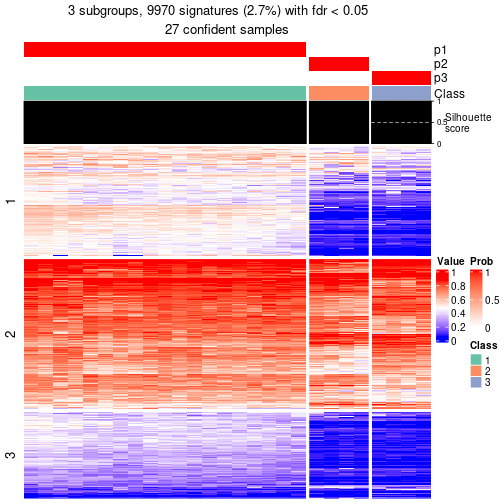 3 subgroups, 9970 signatures (2.7%) with fdr < 0.05
27 confident samples
p1
p2
p3
Class
1
0.5
0
Silhouette
score
1
2
3
Value
1
0.8
0.6
0.4
0.2
0
Prob
1
0.5
0
Class
1
2
3